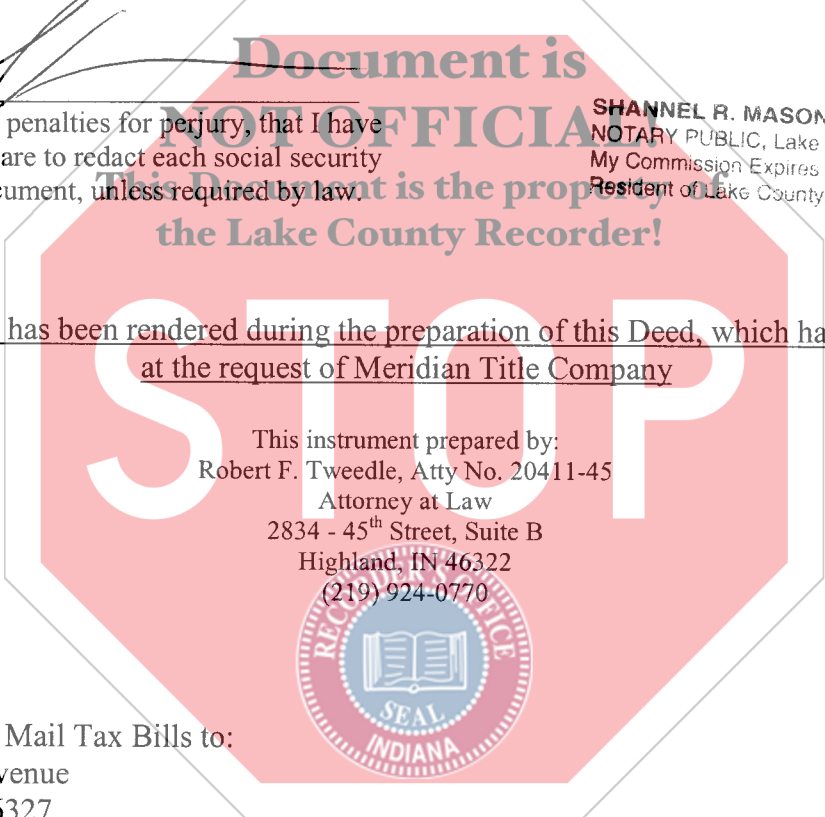 Document is
NOT OFFICIAL
This Document is the property of
the Lake County Recorder!
SHANNEL R. MASON
NOTARY PUBLIC, Lake
My Commission Expires
Resident of Lake County
penalties for perjury, that I have
are to redact each social security
cument, unless required by law.
has been rendered during the preparation of this Deed, which ha
at the request of Meridian Title Company
STOP
This instrument prepared by:
Robert F. Tweedle, Atty No. 20411-45
Attorney at Law
2834 - 45th Street, Suite B
Highland, IN 46322
(219) 924-0770
RECORDER'S OFFICE
SEAL
INDIANA
Mail Tax Bills to:
venue
5327